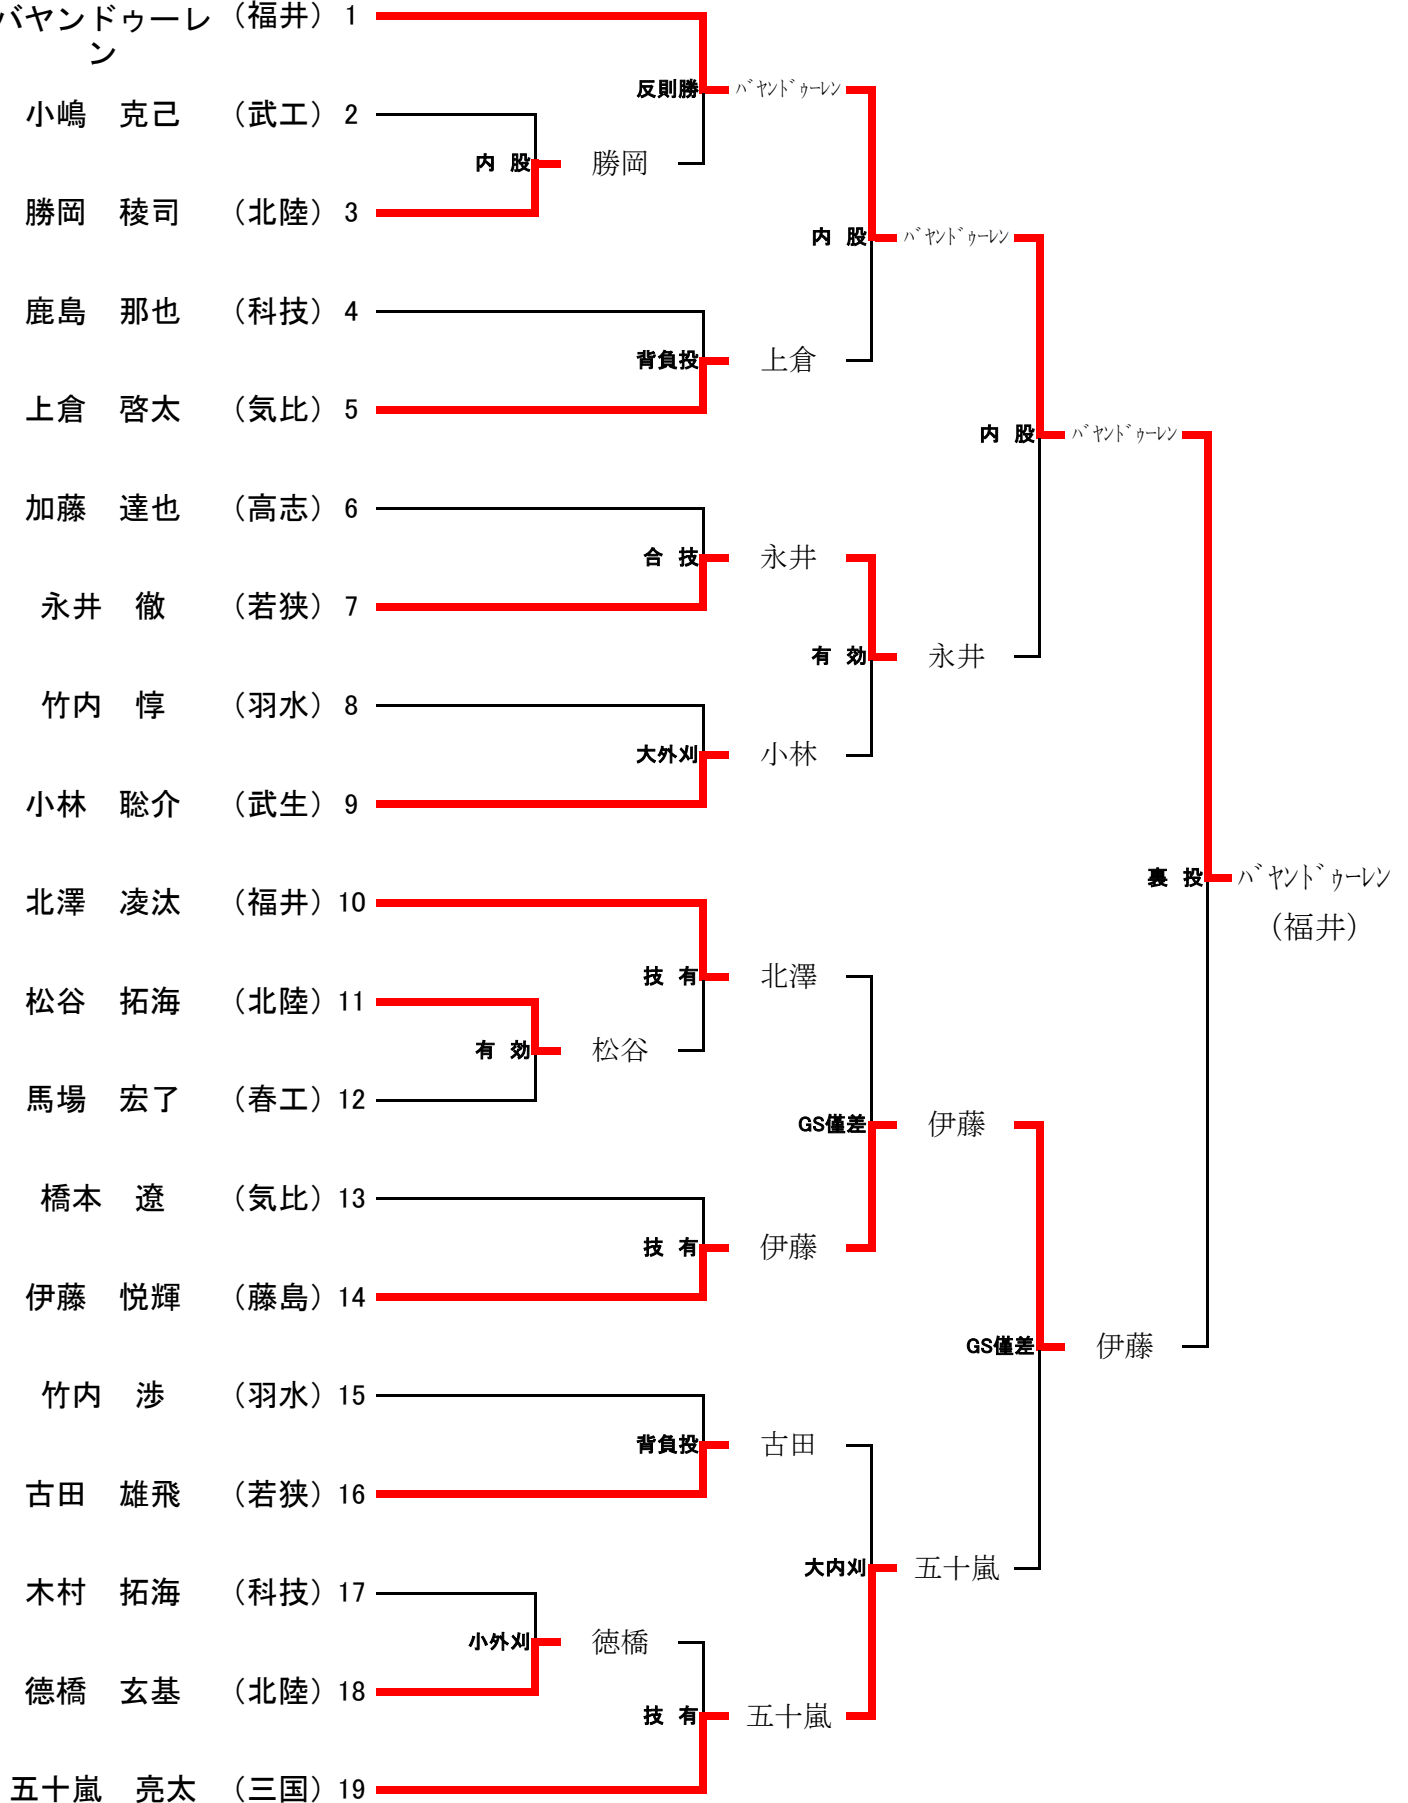 バヤンドゥーレ
ン
（福井） 1
小嶋　克己　（武工） 2
勝岡　稜司　（北陸） 3
鹿島　那也　（科技） 4
上倉　啓太　（気比） 5
加藤　達也　（高志） 6
永井　徹　（若狭） 7
竹内　惇　（羽水） 8
小林　聡介　（武生） 9
北澤　凌汰　（福井） 10
松谷　拓海　（北陸） 11
馬場　宏了　（春工） 12
橋本　遼　（気比） 13
伊藤　悦輝　（藤島） 14
竹内　渉　（羽水） 15
古田　雄飛　（若狭） 16
木村　拓海　（科技） 17
德橋　玄基　（北陸） 18
五十嵐　亮太　（三国） 19
内 股　勝岡
有 効　松谷
小外刈　徳橋
反則勝　ﾊﾞﾔﾝﾄﾞｩｰﾚﾝ
背負投　上倉
合 技　永井
大外刈　小林
技 有　北澤
技 有　伊藤
背負投　古田
技 有　五十嵐
内 股　ﾊﾞﾔﾝﾄﾞｩｰﾚﾝ
有 効　永井
GS僅差　伊藤
大内刈　五十嵐
内 股　ﾊﾞﾔﾝﾄﾞｩｰﾚﾝ
GS僅差　伊藤
裏 投　ﾊﾞﾔﾝﾄﾞｩｰﾚﾝ
（福井）